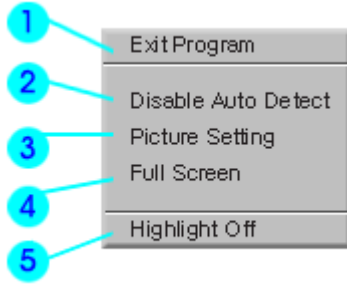 1
Exit Program
2
Disable Auto Detect
3
Picture Setting
4
Full Screen
5
Highlight Off